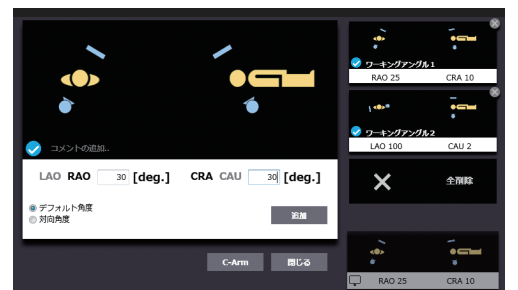 コメントの追加..
LAO RAO 30 [deg.] CRA CAU 30 [deg.]
デフォルト角度
対向角度
追加
C-Arm 閉じる
ワーキングアングル1
RAO 25 CRA 10
ワーキングアングル2
LAO 100 CAU 2
全削除
RAO 25 CRA 10